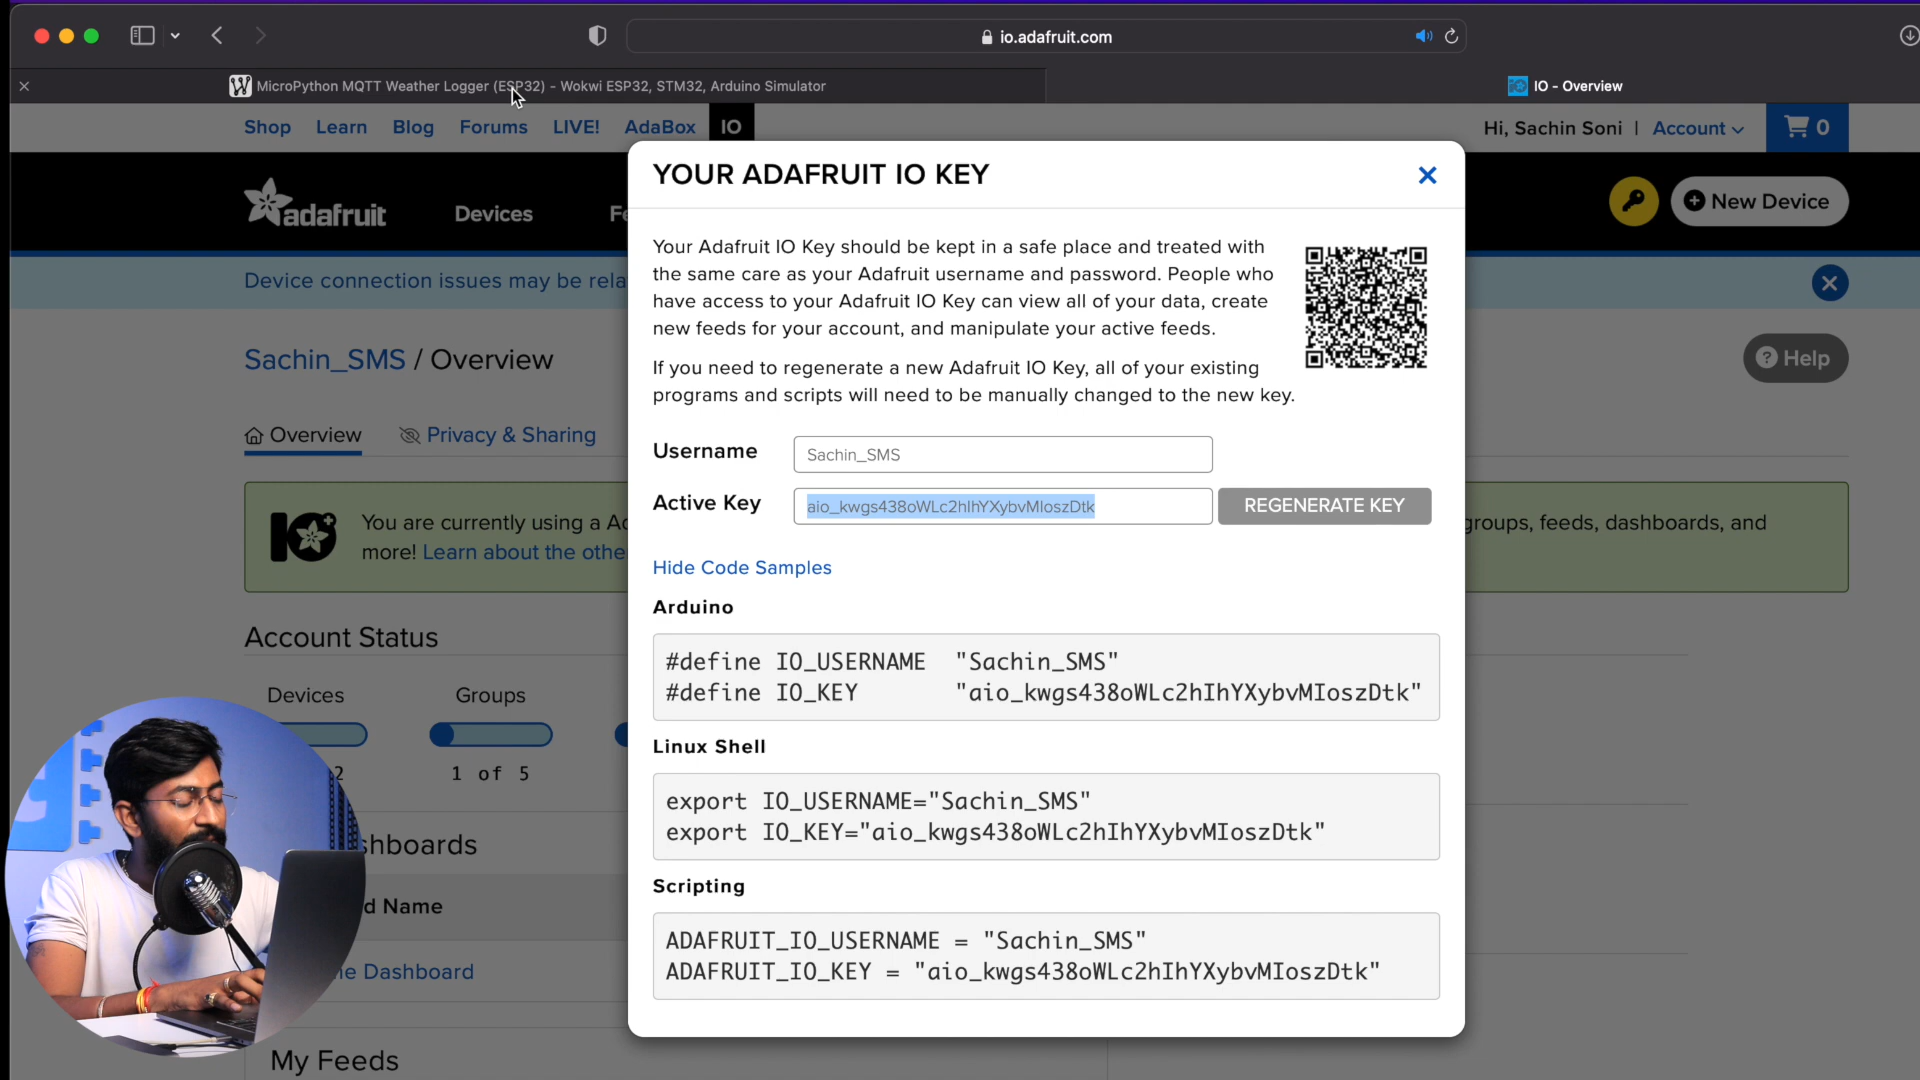 io.adafruit.com
MicroPython MQTT Weather Logger (ESP32) - Wokwi ESP32, STM32, Arduino Simulator
IO - Overview
Shop Learn Blog Forums LIVE! AdaBox IO
Hi, Sachin Soni | Account
0
adafruit
Devices
Fe
New Device
Device connection issues may be rela
Sachin_SMS / Overview
Help
Overview
Privacy & Sharing
You are currently using a Ad
groups, feeds, dashboards, and
more! Learn about the othe
Account Status
Devices
Groups
2
1 of 5
shboards
d Name
ne Dashboard
My Feeds
YOUR ADAFRUIT IO KEY
Your Adafruit IO Key should be kept in a safe place and treated with
the same care as your Adafruit username and password. People who
have access to your Adafruit IO Key can view all of your data, create
new feeds for your account, and manipulate your active feeds.
If you need to regenerate a new Adafruit IO Key, all of your existing
programs and scripts will need to be manually changed to the new key.
Username
Sachin_SMS
Active Key
aio_kwgs438oWLc2hIhYXybvMIoszDtk
REGENERATE KEY
Hide Code Samples
Arduino
#define IO_USERNAME "Sachin_SMS"
#define IO_KEY "aio_kwgs438oWLc2hIhYXybvMIoszDtk"
Linux Shell
export IO_USERNAME="Sachin_SMS"
export IO_KEY="aio_kwgs438oWLc2hIhYXybvMIoszDtk"
Scripting
ADAFRUIT_IO_USERNAME = "Sachin_SMS"
ADAFRUIT_IO_KEY = "aio_kwgs438oWLc2hIhYXybvMIoszDtk"